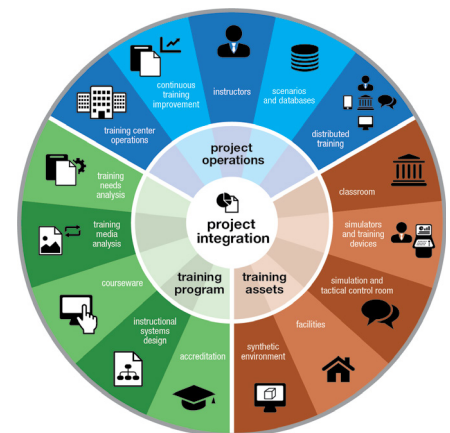 continuous
training
improvement
instructors
scenarios
and databases
training center
operations
distributed
training
project
operations
training
needs
analysis
classroom
training
media
analysis
project
integration
simulators
and training
devices
courseware
training
program
training
assets
simulation and
tactical control room
instructional
systems
design
facilities
accreditation
synthetic
environment